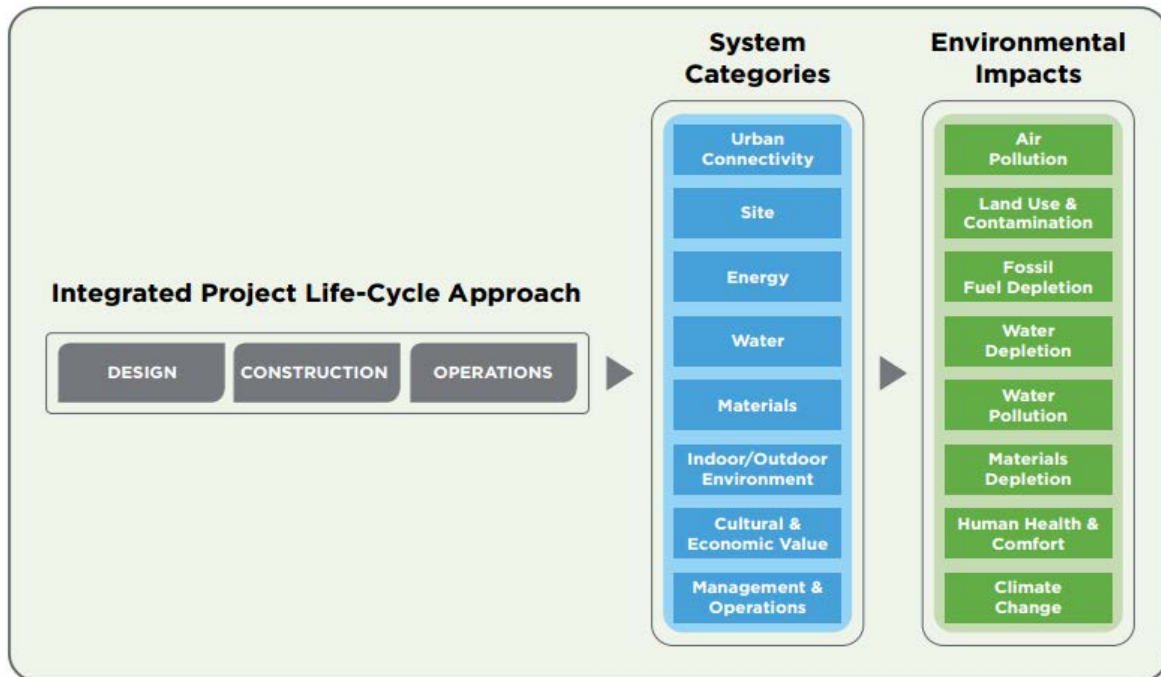 System
Categories
Environmental
Impacts
Integrated Project Life-Cycle Approach
DESIGN
CONSTRUCTION
OPERATIONS
Urban
Connectivity
Site
Energy
Water
Materials
Indoor/Outdoor
Environment
Cultural &
Economic Value
Management &
Operations
Air
Pollution
Land Use &
Contamination
Fossil
Fuel Depletion
Water
Depletion
Water
Pollution
Materials
Depletion
Human Health &
Comfort
Climate
Change